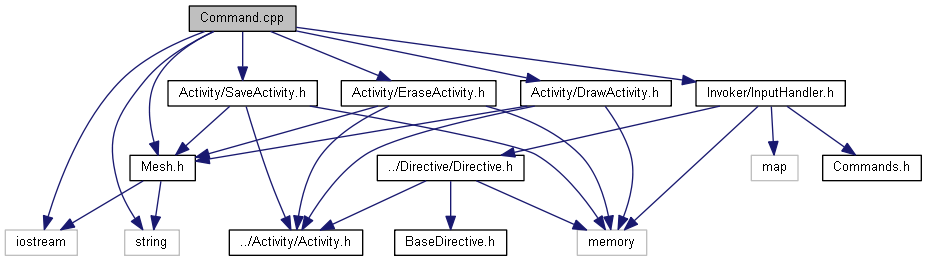 Command.cpp
Activity/SaveActivity.h
Activity/EraseActivity.h
Activity/DrawActivity.h
Invoker/InputHandler.h
Mesh.h
../Directive/Directive.h
map
Commands.h
iostream
string
../Activity/Activity.h
BaseDirective.h
memory